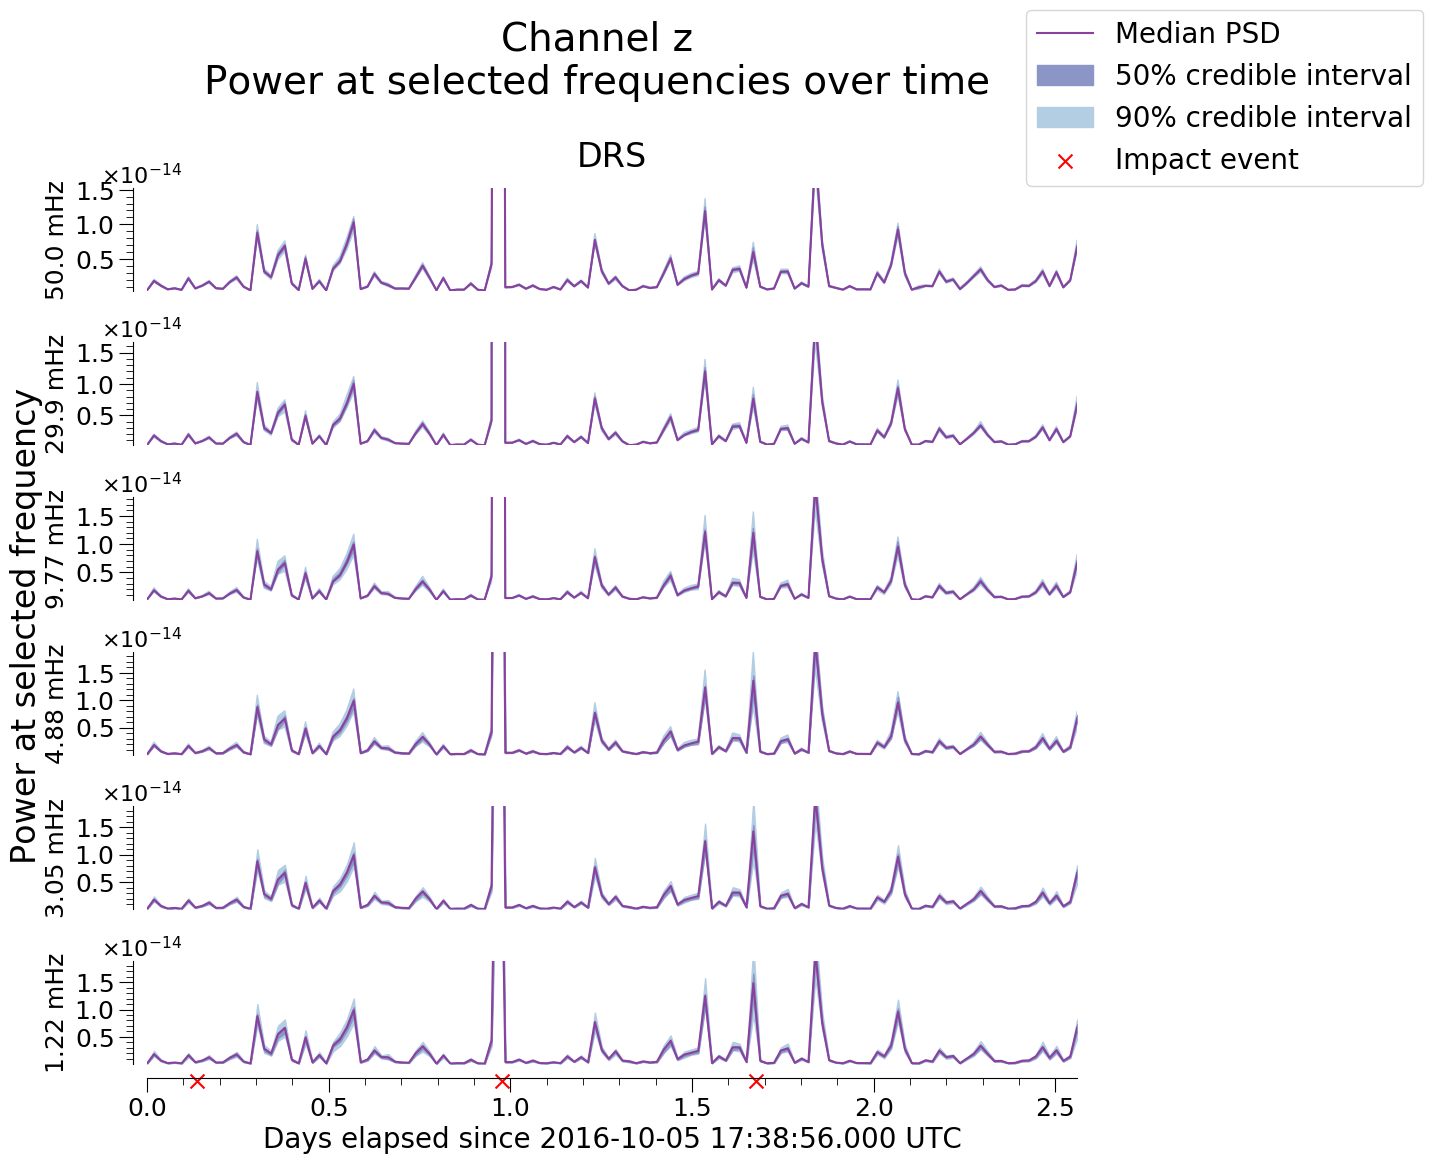 Channel z
Power at selected frequencies over time
Median PSD
50% credible interval
90% credible interval
Impact event
DRS
Power at selected frequency
×10⁻¹⁴
1.5
1.0
0.5
50.0 mHz
×10⁻¹⁴
1.5
1.0
0.5
29.9 mHz
×10⁻¹⁴
1.5
1.0
0.5
9.77 mHz
×10⁻¹⁴
1.5
1.0
0.5
4.88 mHz
×10⁻¹⁴
1.5
1.0
0.5
3.05 mHz
×10⁻¹⁴
1.5
1.0
0.5
1.22 mHz
0.0 0.5 1.0 1.5 2.0 2.5
Days elapsed since 2016-10-05 17:38:56.000 UTC